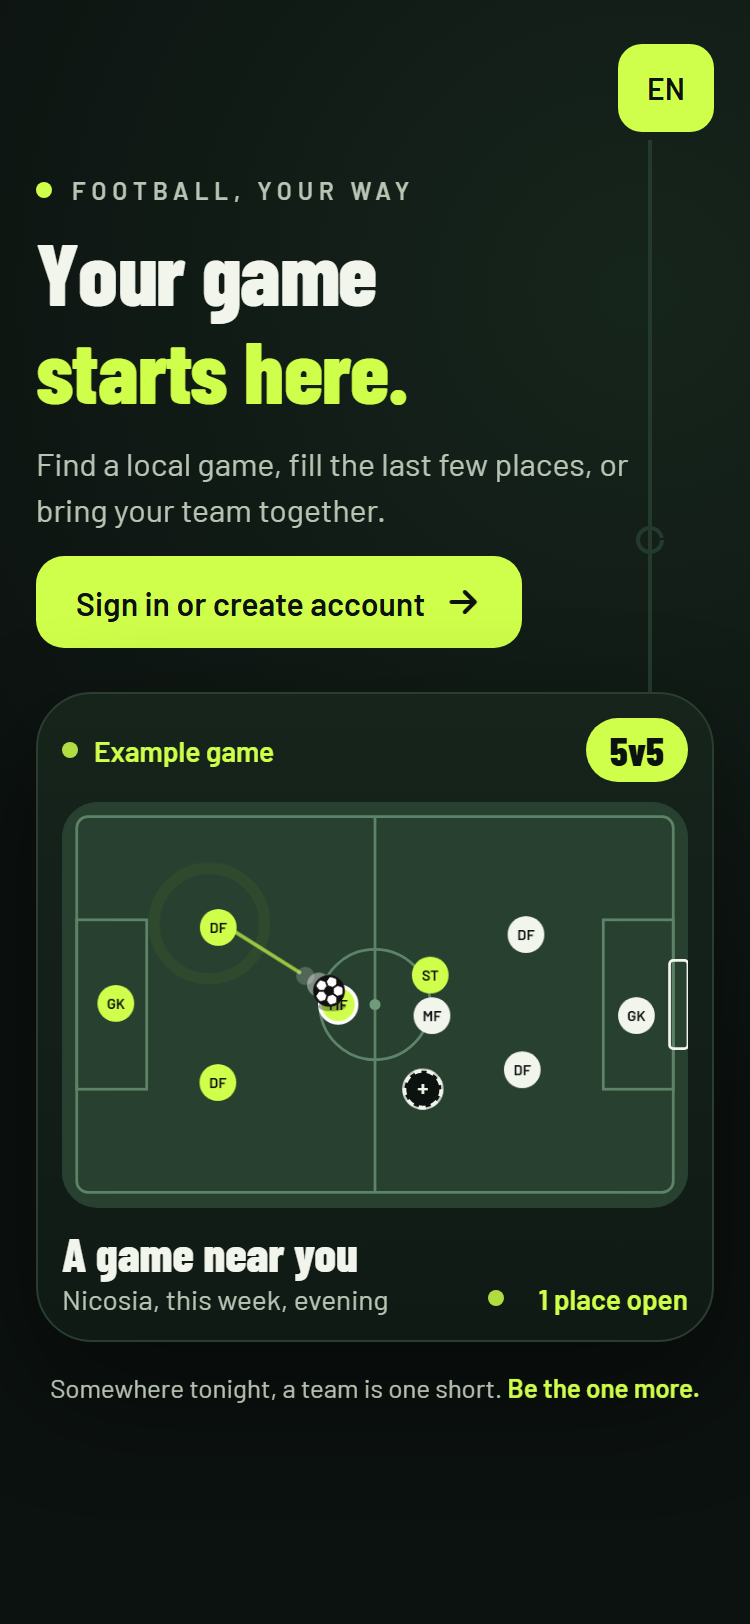 EN
FOOTBALL, YOUR WAY
Your game
starts here.
Find a local game, fill the last few places, or
bring your team together.
Sign in or create account →
Example game
5v5
DF
DF
ST
GK
MF
MF
GK
DF
DF
+
A game near you
Nicosia, this week, evening
1 place open
Somewhere tonight, a team is one short. Be the one more.